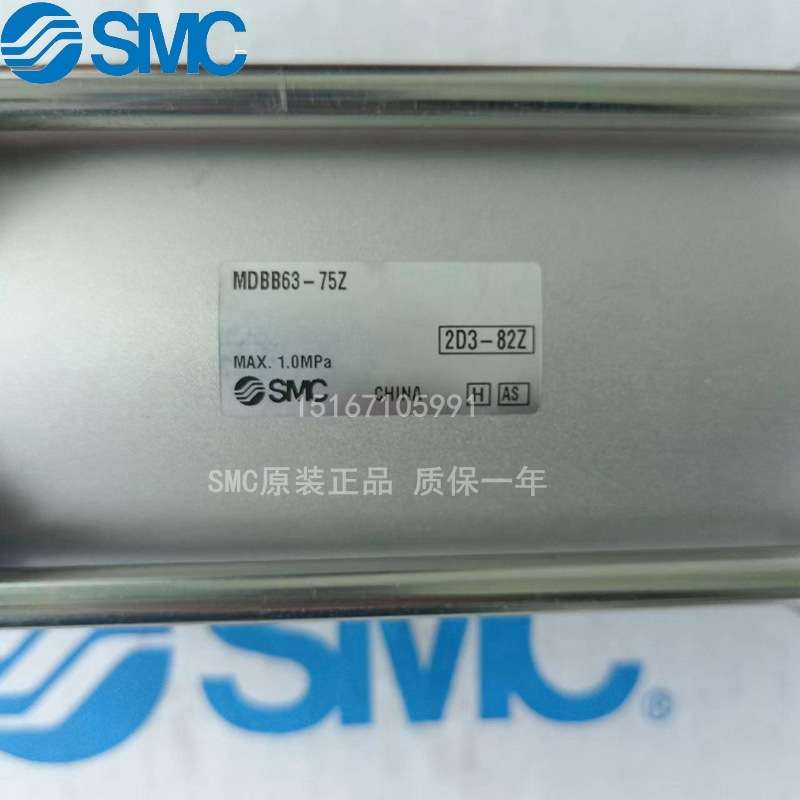 SMC
MDBB63-75Z
2D3-82Z
MAX. 1.0MPa
SMC CHINA H AS
15167105991
SMC原装正品 质保一年
SMC®